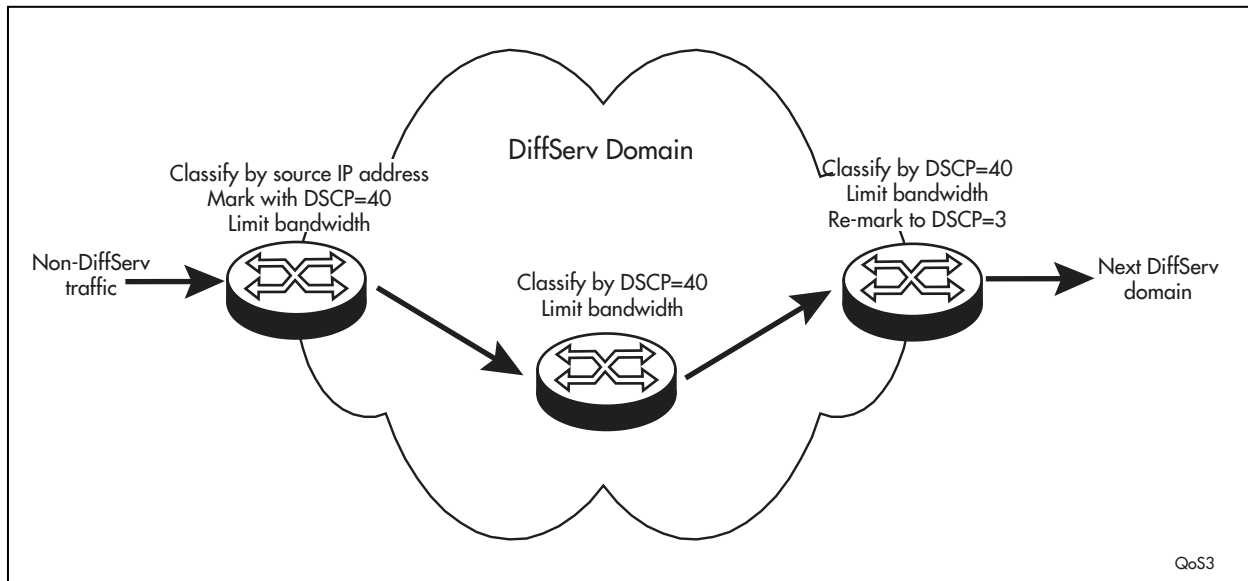 DiffServ Domain
Classify by source IP address
Mark with DSCP=40
Limit bandwidth
Non-DiffServ
traffic
Classify by DSCP=40
Limit bandwidth
Classify by DSCP=40
Limit bandwidth
Re-mark to DSCP=3
Next DiffServ
domain
QoS3